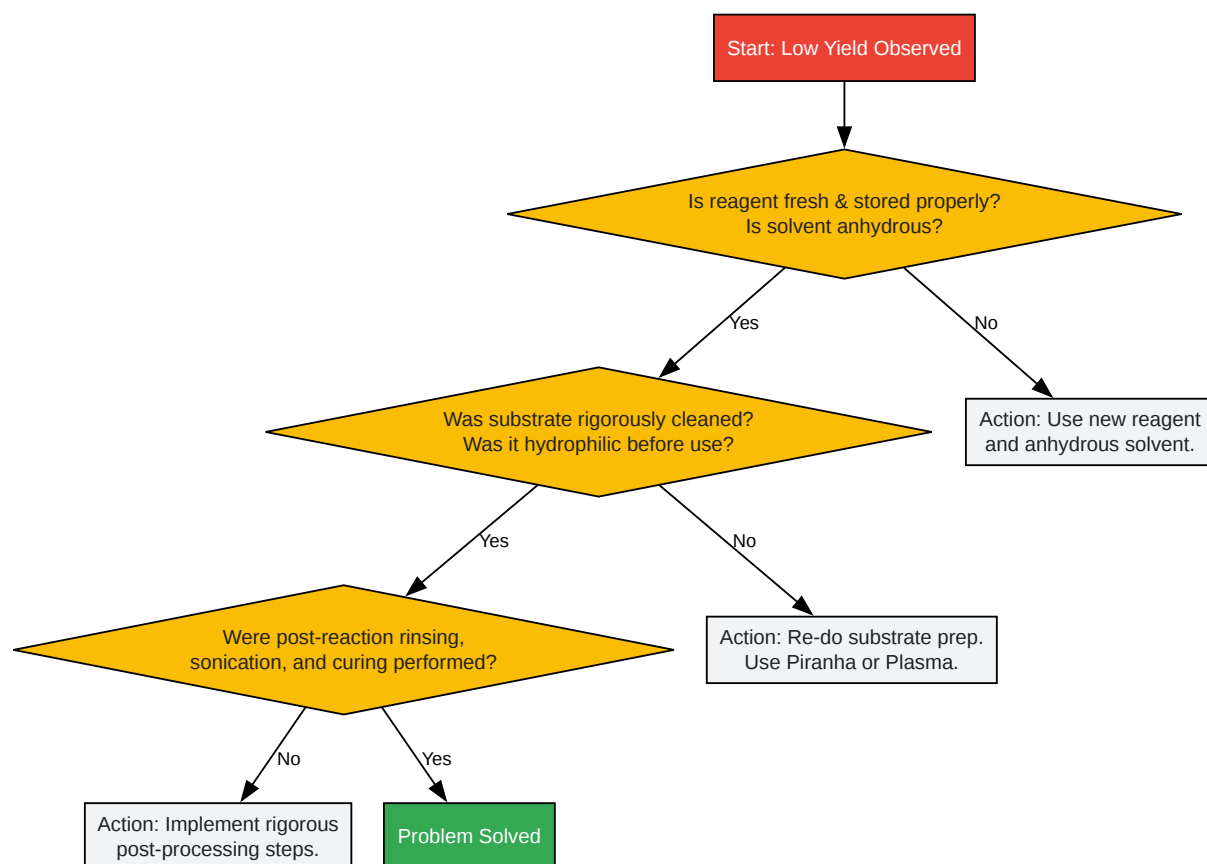 Start: Low Yield Observed
Is reagent fresh & stored properly?
Is solvent anhydrous?
Yes
No
Was substrate rigorously cleaned?
Was it hydrophilic before use?
Action: Use new reagent
and anhydrous solvent.
Yes
No
Were post-reaction rinsing,
sonication, and curing performed?
Action: Re-do substrate prep.
Use Piranha or Plasma.
No
Yes
Action: Implement rigorous
post-processing steps.
Problem Solved